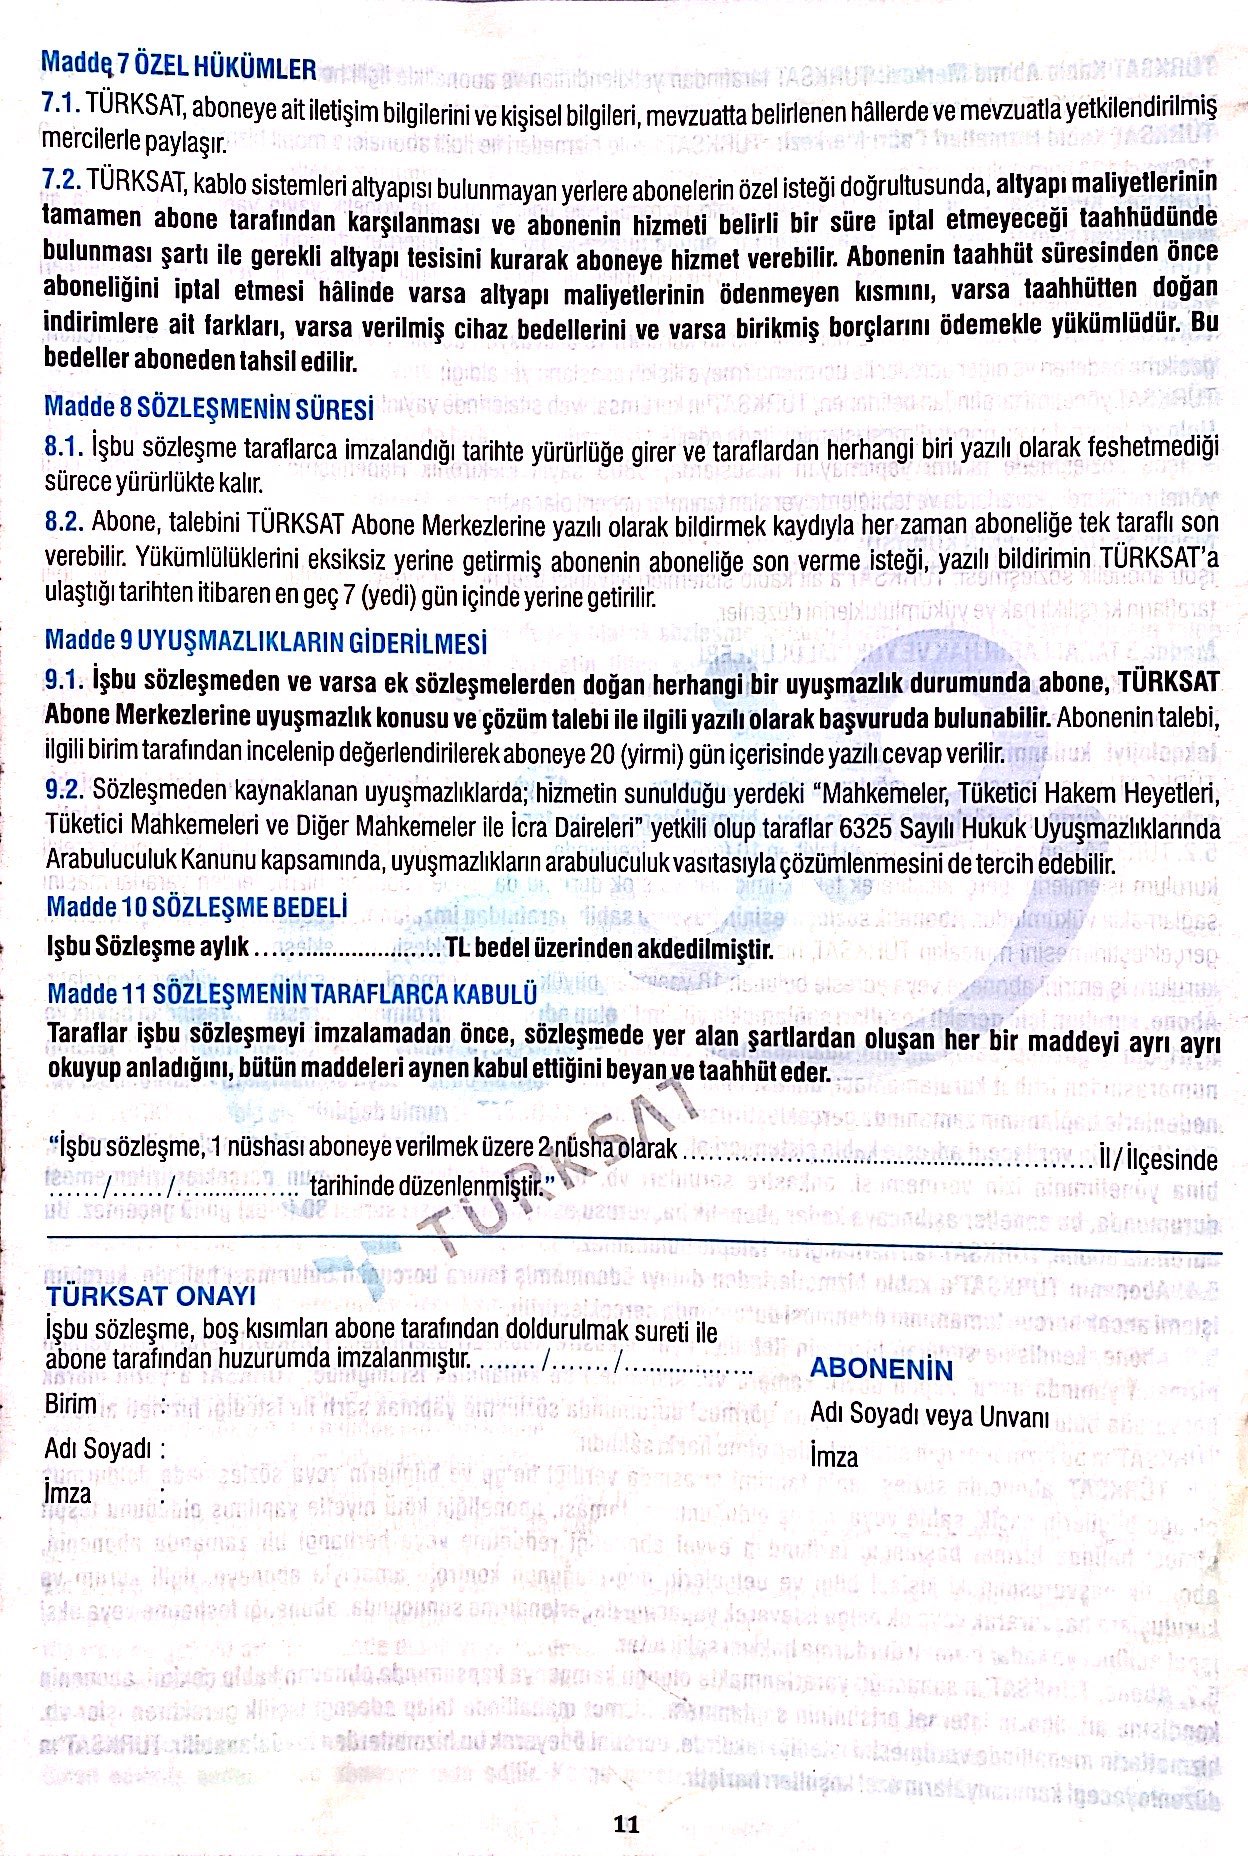 Madde 7 ÖZEL HÜKÜMLER
7.1. TÜRKSAT, aboneye ait iletişim bilgilerini ve kişisel bilgileri, mevzuatta belirlenen hâllerde ve mevzuatla yetkilendirilmiş
mercilerle paylaşır.
7.2. TÜRKSAT, kablo sistemleri altyapısı bulunmayan yerlere abonelerin özel isteği doğrultusunda, altyapı maliyetlerinin
tamamen abone tarafından karşılanması ve abonenin hizmeti belirli bir süre iptal etmeyeceği taahhüdünde
bulunması şartı ile gerekli altyapı tesisini kurarak aboneye hizmet verebilir. Abonenin taahhüt süresinden önce
aboneliğini iptal etmesi hâlinde varsa altyapı maliyetlerinin ödenmeyen kısmını, varsa taahhütten doğan
indirimlere ait farkları, varsa verilmiş cihaz bedellerini ve varsa birikmiş borçlarını ödemekle yükümlüdür. Bu
bedeller aboneden tahsil edilir.
Madde 8 SÖZLEŞMENİN SÜRESİ
8.1. İşbu sözleşme taraflarca imzalandığı tarihte yürürlüğe girer ve taraflardan herhangi biri yazılı olarak feshetmediği
sürece yürürlükte kalır.
8.2. Abone, talebini TÜRKSAT Abone Merkezlerine yazılı olarak bildirmek kaydıyla her zaman aboneliğe tek taraflı son
verebilir. Yükümlülüklerini eksiksiz yerine getirmiş abonenin aboneliğe son verme isteği, yazılı bildirimin TÜRKSAT'a
ulaştığı tarihten itibaren en geç 7 (yedi) gün içinde yerine getirilir.
Madde 9 UYUŞMAZLIKLARIN GİDERİLMESİ
9.1. İşbu sözleşmeden ve varsa ek sözleşmelerden doğan herhangi bir uyuşmazlık durumunda abone, TÜRKSAT
Abone Merkezlerine uyuşmazlık konusu ve çözüm talebi ile ilgili yazılı olarak başvuruda bulunabilir. Abonenin talebi,
ilgili birim tarafından incelenip değerlendirilerek aboneye 20 (yirmi) gün içerisinde yazılı cevap verilir.
9.2. Sözleşmeden kaynaklanan uyuşmazlıklarda; hizmetin sunulduğu yerdeki "Mahkemeler, Tüketici Hakem Heyetleri,
Tüketici Mahkemeleri ve Diğer Mahkemeler ile İcra Daireleri" yetkili olup taraflar 6325 Sayılı Hukuk Uyuşmazlıklarında
Arabuluculuk Kanunu kapsamında, uyuşmazlıkların arabuluculuk vasıtasıyla çözümlenmesini de tercih edebilir.
Madde 10 SÖZLEŞME BEDELİ
İşbu Sözleşme aylık .......................... TL bedel üzerinden akdedilmiştir.
Madde 11 SÖZLEŞMENİN TARAFLARCA KABULÜ
Taraflar işbu sözleşmeyi imzalamadan önce, sözleşmede yer alan şartlardan oluşan her bir maddeyi ayrı ayrı
okuyup anladığını, bütün maddeleri aynen kabul ettiğini beyan ve taahhüt eder.
"İşbu sözleşme, 1 nüshası aboneye verilmek üzere 2 nüsha olarak .......................................................... İl/İlçesinde
....../....../.................. tarihinde düzenlenmiştir."
TÜRKSAT
TÜRKSAT ONAYI
İşbu sözleşme, boş kısımları abone tarafından doldurulmak sureti ile
abone tarafından huzurumda imzalanmıştır. ......../......./...................
Birim :
Adı Soyadı :
İmza :
ABONENİN
Adı Soyadı veya Unvanı
İmza
11